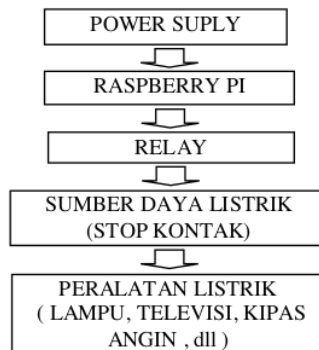 POWER SUPLY
RASPBERRY PI
RELAY
SUMBER DAYA LISTRIK
(STOP KONTAK)
PERALATAN LISTRIK
( LAMPU, TELEVISI, KIPAS
ANGIN , dll )